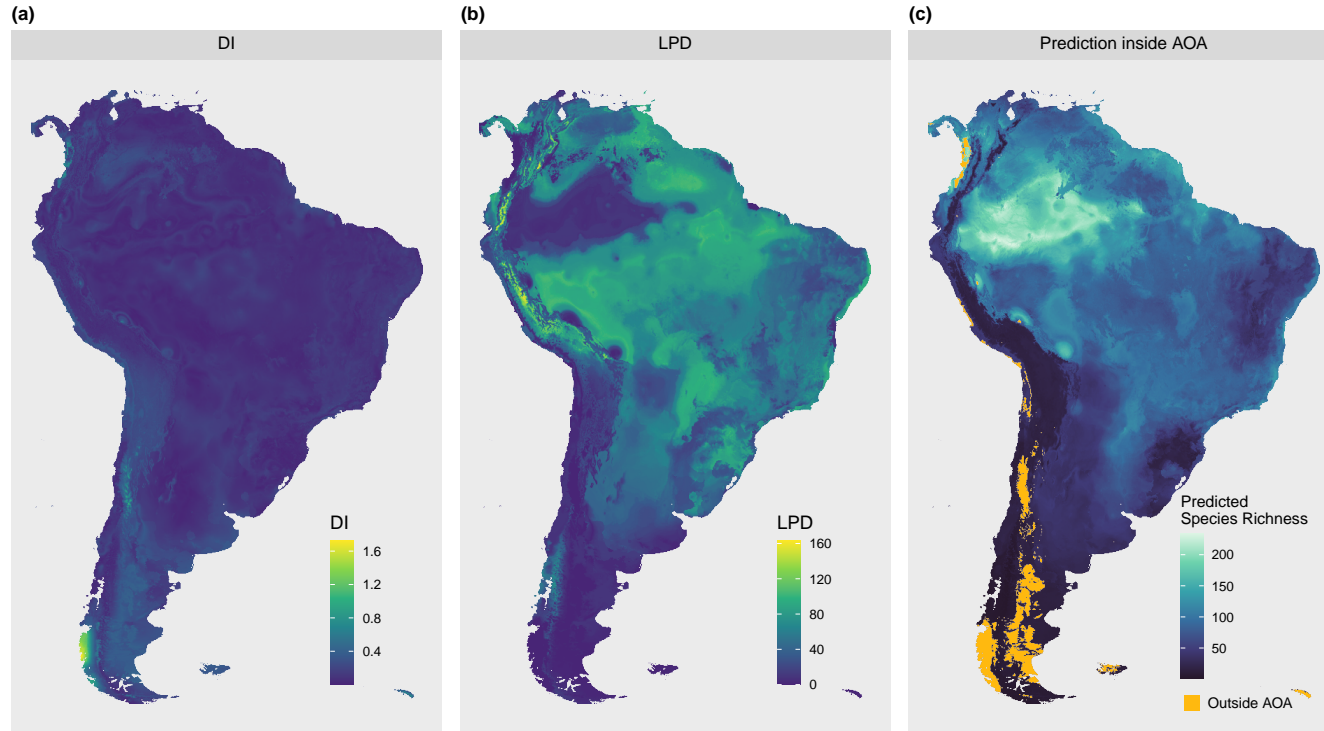 (a)
DI
DI
1.6
1.2
0.8
0.4
(b)
LPD
LPD
160
120
80
40
0
(c)
Prediction inside AOA
Predicted
Species Richness
200
150
100
50
Outside AOA